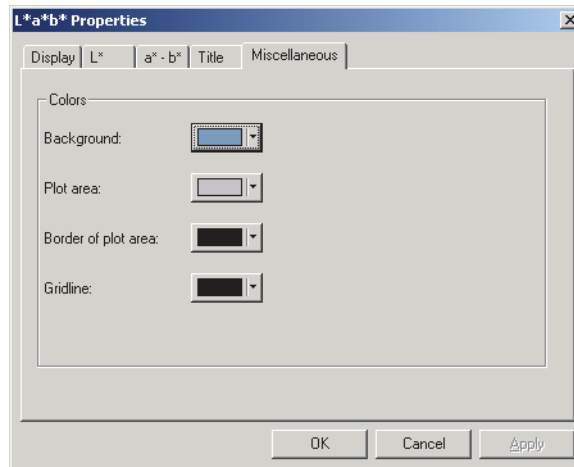 L*a*b* Properties
Display L* a* - b* Title Miscellaneous
Colors
Background:
Plot area:
Border of plot area:
Gridline:
OK Cancel Apply